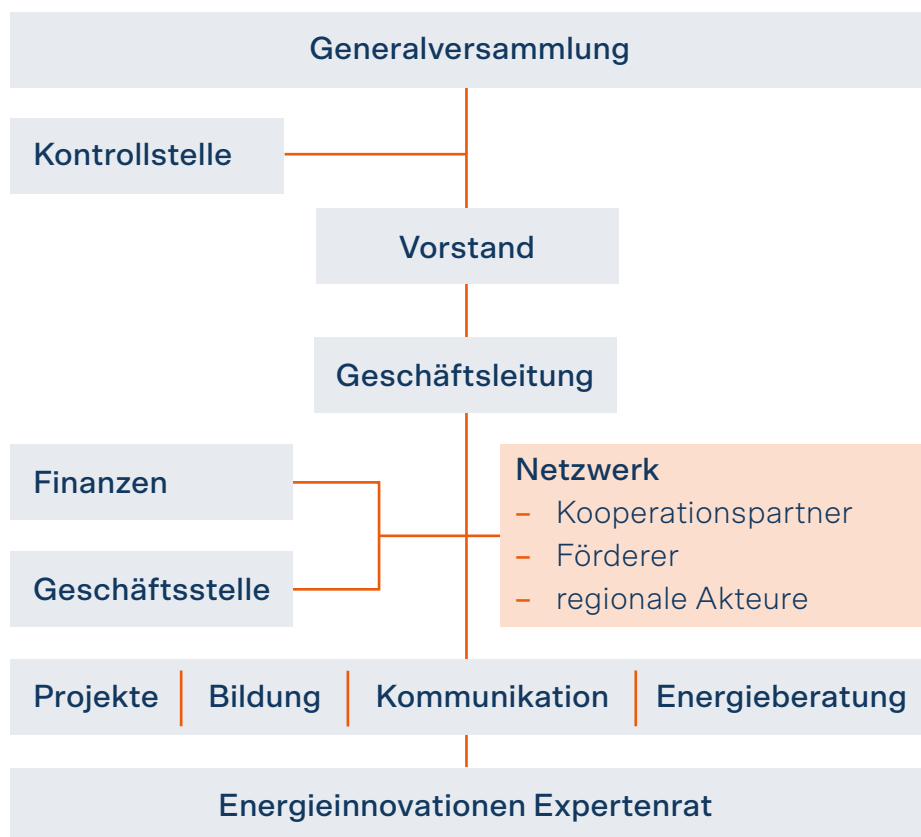 Generalversammlung
Kontrollstelle
Vorstand
Geschäftsleitung
Finanzen
Geschäftsstelle
Netzwerk
– Kooperationspartner
– Förderer
– regionale Akteure
Projekte | Bildung | Kommunikation | Energieberatung
Energieinnovationen Expertenrat